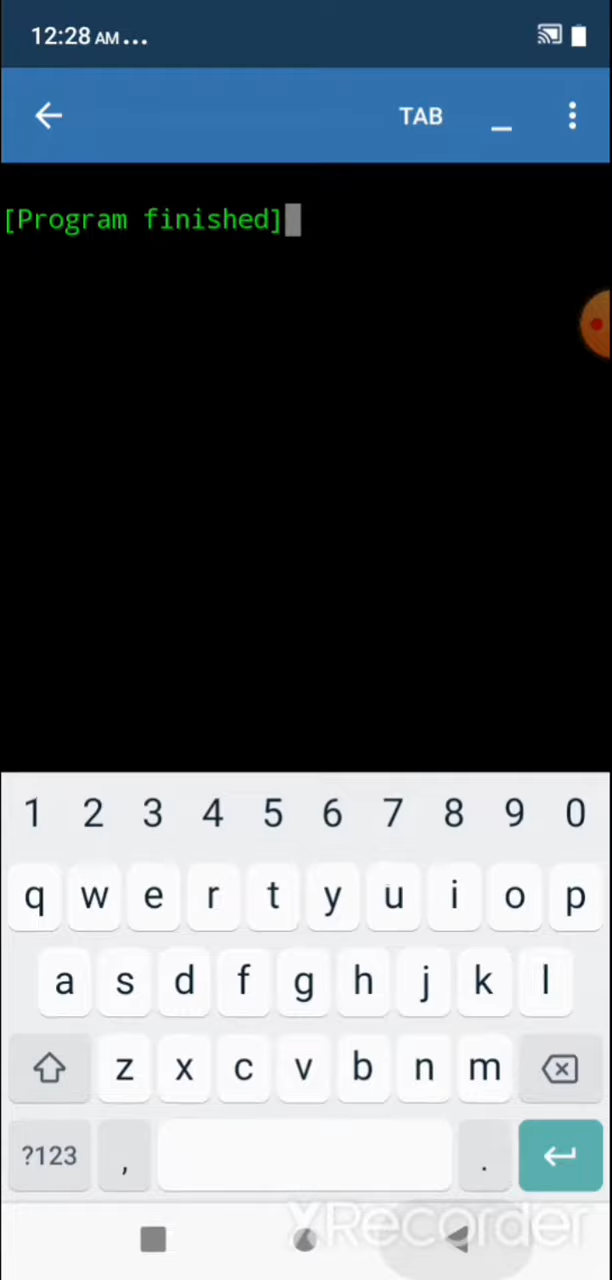 12:28 AM...
TAB _
[Program finished]
1 2 3 4 5 6 7 8 9 0
q w e r t y u i o p
a s d f g h j k l
z x c v b n m
?123 , .
XRecorder